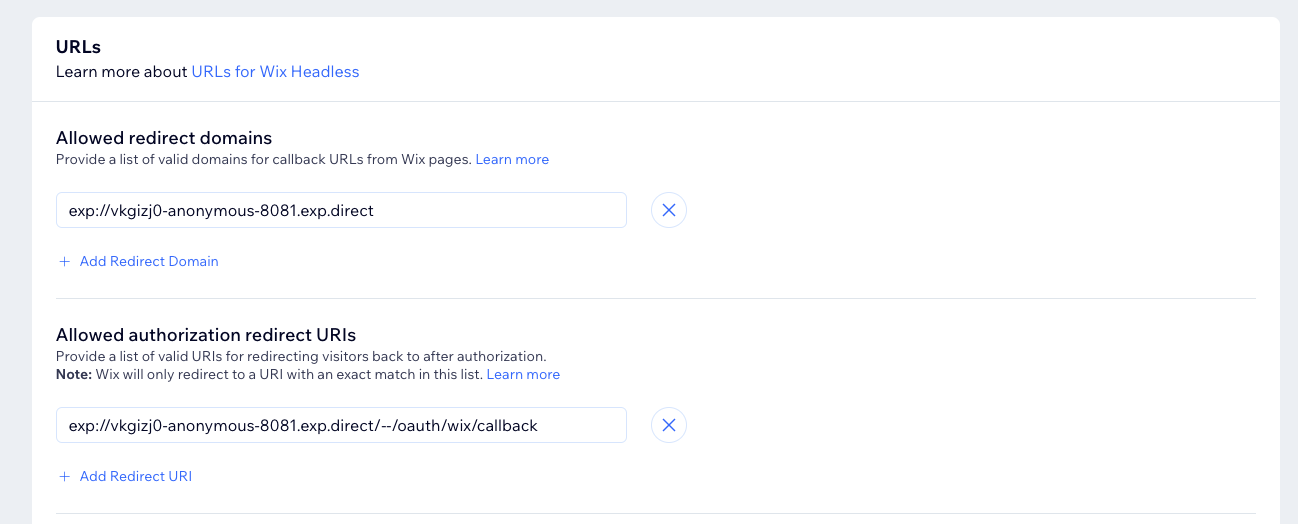 URLs
Learn more about URLs for Wix Headless
Allowed redirect domains
Provide a list of valid domains for callback URLs from Wix pages. Learn more
exp://vkgizj0-anonymous-8081.exp.direct
+ Add Redirect Domain
Allowed authorization redirect URIs
Provide a list of valid URIs for redirecting visitors back to after authorization.
Note: Wix will only redirect to a URI with an exact match in this list. Learn more
exp://vkgizj0-anonymous-8081.exp.direct/--/oauth/wix/callback
+ Add Redirect URI